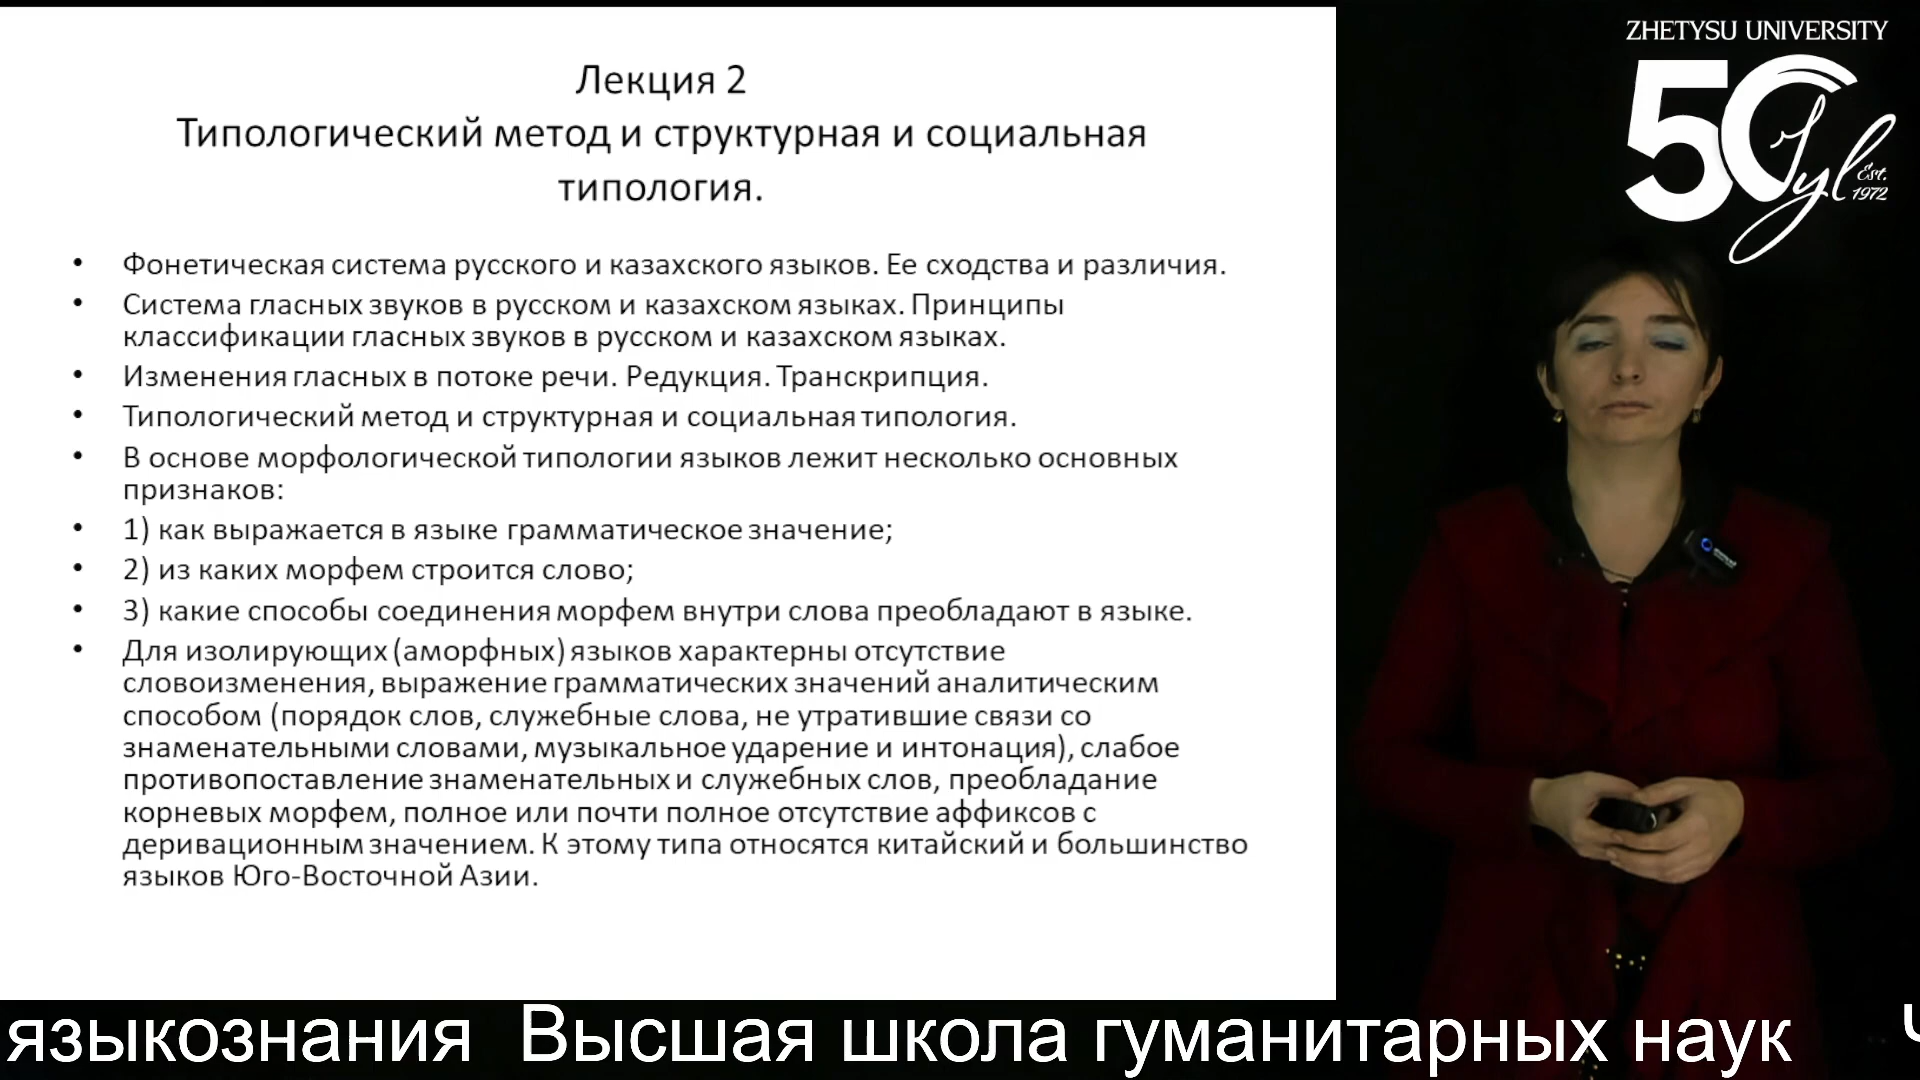 Лекция 2
Типологический метод и структурная и социальная
типология.
• Фонетическая система русского и казахского языков. Ее сходства и различия.
• Система гласных звуков в русском и казахском языках. Принципы
классификации гласных звуков в русском и казахском языках.
• Изменения гласных в потоке речи. Редукция. Транскрипция.
• Типологический метод и структурная и социальная типология.
• В основе морфологической типологии языков лежит несколько основных
признаков:
• 1) как выражается в языке грамматическое значение;
• 2) из каких морфем строится слово;
• 3) какие способы соединения морфем внутри слова преобладают в языке.
• Для изолирующих (аморфных) языков характерны отсутствие
словоизменения, выражение грамматических значений аналитическим
способом (порядок слов, служебные слова, не утратившие связи со
знаменательными словами, музыкальное ударение и интонация), слабое
противопоставление знаменательных и служебных слов, преобладание
корневых морфем, полное или почти полное отсутствие аффиксов с
деривационным значением. К этому типа относятся китайский и большинство
языков Юго-Восточной Азии.
ZHETYSU UNIVERSITY
50 Jyl
Est.
1972
языкознания Высшая школа гуманитарных наук